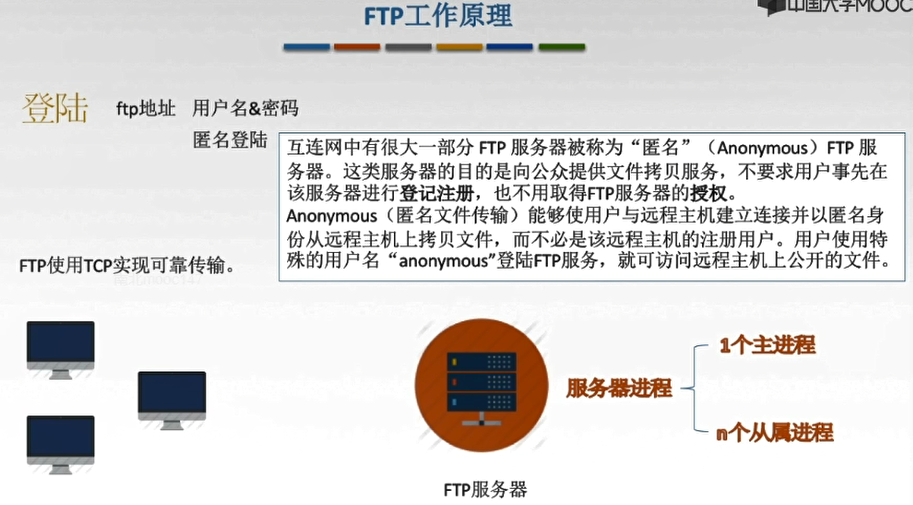 中国大学MOOC
FTP工作原理
登陆 ftp地址 用户名&密码
匿名登陆
互连网中有很大一部分 FTP 服务器被称为“匿名”（Anonymous）FTP 服
务器。这类服务器的目的是向公众提供文件拷贝服务，不要求用户事先在
该服务器进行登记注册，也不用取得FTP服务器的授权。
Anonymous（匿名文件传输）能够使用户与远程主机建立连接并以匿名身
份从远程主机上拷贝文件，而不必是该远程主机的注册用户。用户使用特
殊的用户名“anonymous”登陆FTP服务，就可访问远程主机上公开的文件。
FTP使用TCP实现可靠传输。
服务器进程
1个主进程
n个从属进程
FTP服务器